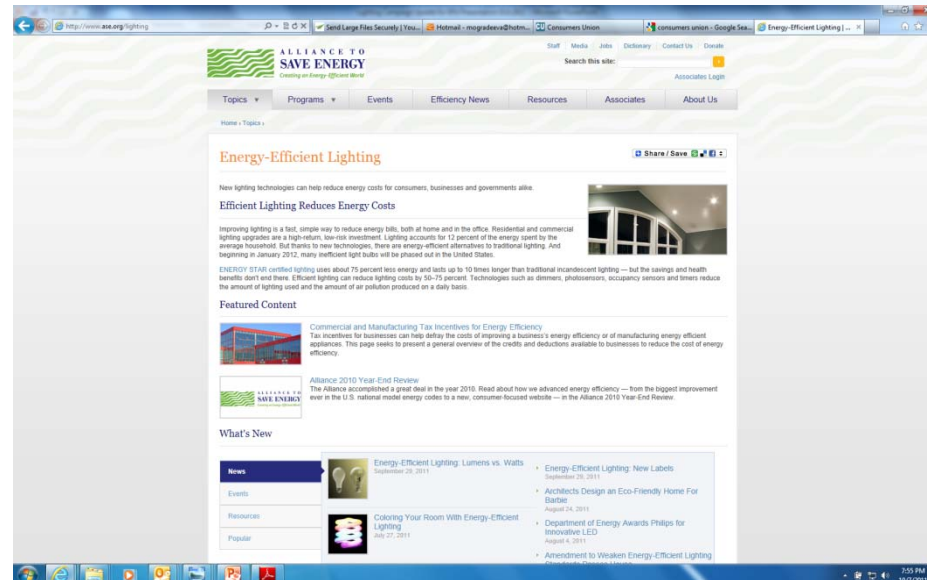 http://www.ase.org/lighting
Send Large Files Securely | You...
Hotmail - mogradeeva@hotm...
Consumers Union
consumers union - Google Sea...
Energy-Efficient Lighting | ...
ALLIANCE TO
SAVE ENERGY
Creating an Energy-Efficient World
Staff Media Jobs Dictionary Contact Us Donate
Search this site:
Associates Login
Topics Programs Events Efficiency News Resources Associates About Us
Home › Topics ›
Energy-Efficient Lighting
Share / Save
New lighting technologies can help reduce energy costs for consumers, businesses and governments alike.
Efficient Lighting Reduces Energy Costs
Improving lighting is a fast, simple way to reduce energy bills, both at home and in the office. Residential and commercial
lighting upgrades are a high-return, low-risk investment. Lighting accounts for 12 percent of the energy spent by the
average household. But thanks to new technologies, there are energy-efficient alternatives to traditional lighting. And
beginning in January 2012, many inefficient light bulbs will be phased out in the United States.
ENERGY STAR certified lighting uses about 75 percent less energy and lasts up to 10 times longer than traditional incandescent lighting — but the savings and health
benefits don't end there. Efficient lighting can reduce lighting costs by 50–75 percent. Technologies such as dimmers, photosensors, occupancy sensors and timers reduce
the amount of lighting used and the amount of air pollution produced on a daily basis.
Featured Content
Commercial and Manufacturing Tax Incentives for Energy Efficiency
Tax incentives for businesses can help defray the costs of improving a business's energy efficiency or of manufacturing energy efficient
appliances. This page seeks to present a general overview of the credits and deductions available to businesses to reduce the cost of energy
efficiency.
ALLIANCE TO
SAVE ENERGY
Alliance 2010 Year-End Review
The Alliance accomplished a great deal in the year 2010. Read about how we advanced energy efficiency — from the biggest improvement
ever in the U.S. national model energy codes to a new, consumer-focused website — in the Alliance 2010 Year-End Review.
What's New
News
Events
Resources
Popular
Energy-Efficient Lighting: Lumens vs. Watts
September 29, 2011
Coloring Your Room With Energy-Efficient
Lighting
July 27, 2011
Energy-Efficient Lighting: New Labels
September 29, 2011
Architects Design an Eco-Friendly Home For
Barbie
August 24, 2011
Department of Energy Awards Philips for
Innovative LED
August 4, 2011
Amendment to Weaken Energy-Efficient Lighting
7:55 PM